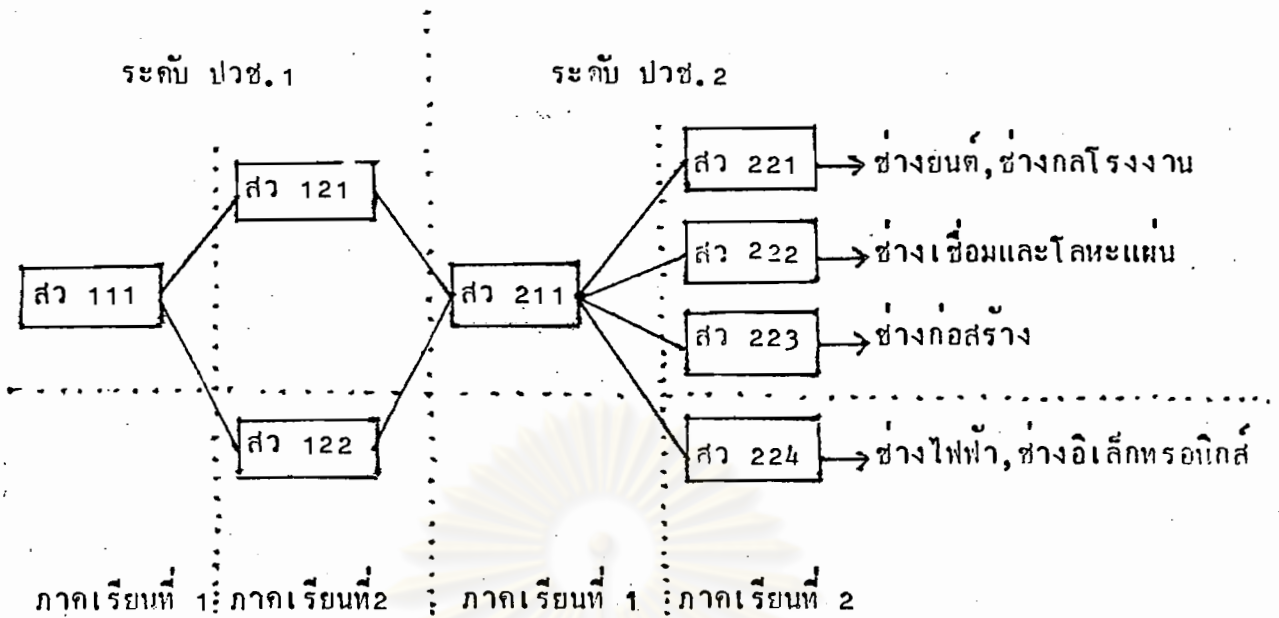 ระดับ ปวช.1
ระดับ ปวช.2
สว 111
สว 121
สว 122
สว 211
สว 221
ช่างยนต์,ช่างกลโรงงาน
สว 222
ช่างเชื่อมและโลหะแผ่น
สว 223
ช่างก่อสร้าง
สว 224
ช่างไฟฟ้า,ช่างอิเล็กทรอนิกส์
ภาคเรียนที่ 1
ภาคเรียนที่2
ภาคเรียนที่ 1
ภาคเรียนที่ 2